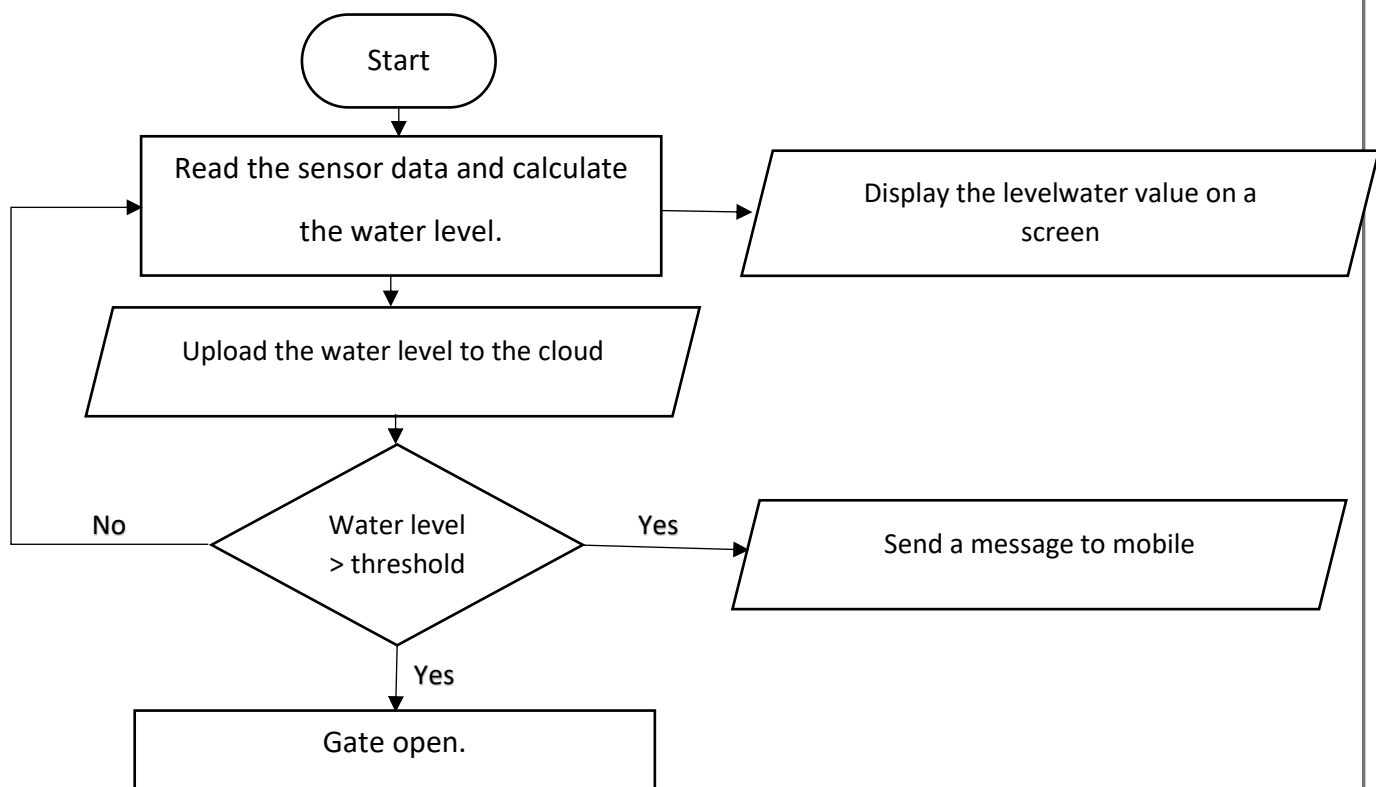 Start
Read the sensor data and calculate
the water level.
Display the levelwater value on a
screen
Upload the water level to the cloud
No
Water level
> threshold
Yes
Send a message to mobile
Yes
Gate open.